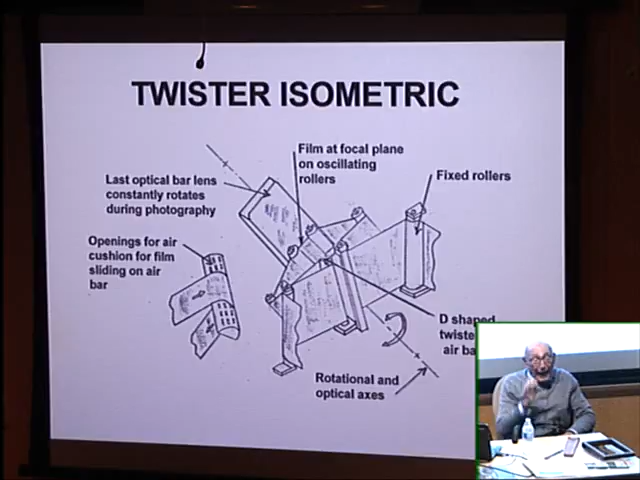 TWISTER ISOMETRIC
Film at focal plane
on oscillating
rollers
Fixed rollers
Last optical bar lens
constantly rotates
during photography
Openings for air
cushion for film
sliding on air
bar
D shaped
air
Rotational and
optical axes